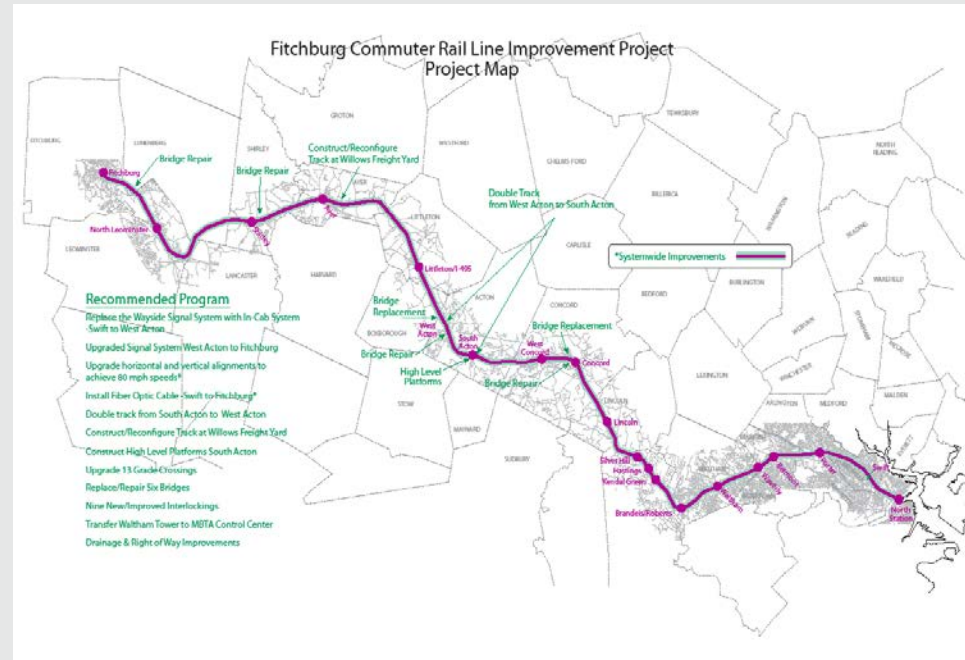 Fitchburg Commuter Rail Line Improvement Project
Project Map
GROTON
TEWKSBURY
LUNENBURG
SHIRLEY
WESTFORD
CHELMSFORD
NORTH
READING
Bridge Repair
Bridge Repair
Construct/Reconfigure
Track at Willows Freight Yard
Fitchburg
BILLERICA
Double Track
from West Acton to South Acton
LITTLETON
North Leominster
Shirley
READING
LEOMINSTER
LANCASTER
HARVARD
CARLISLE
*Systemwide Improvements
Littleton/I-495
BEDFORD
BURLINGTON
WAKEFIELD
Recommended Program
Replace the Wayside Signal System with In-Cab System
-Swift to West Acton
Upgraded Signal System West Acton to Fitchburg
Upgrade horizontal and vertical alignments to
achieve 80 mph speeds*
Install Fiber Optic Cable -Swift to Fitchburg*
Double track from South Acton to West Acton
Construct/Reconfigure Track at Willows Freight Yard
Construct High Level Platforms South Acton
Upgrade 13 Grade Crossings
Replace/Repair Six Bridges
Nine New/Improved Interlockings
Transfer Waltham Tower to MBTA Control Center
Drainage & Right of Way Improvements
ACTON
CONCORD
Bridge
Replacement
BOXBOROUGH
West
Acton
Bridge Replacement
South
Acton
West
Concord
Bridge Repair
Concord
High Level
Platforms
Bridge Repair
LEXINGTON
WINCHESTER
STOW
LINCOLN
ARLINGTON
MEDFORD
MALDEN
MAYNARD
Lincoln
SUDBURY
Silver Hill
Hastings
Kendal Green
Waltham
Waverly
Belmont
Porter
Swift
Brandeis/Roberts
North
Station